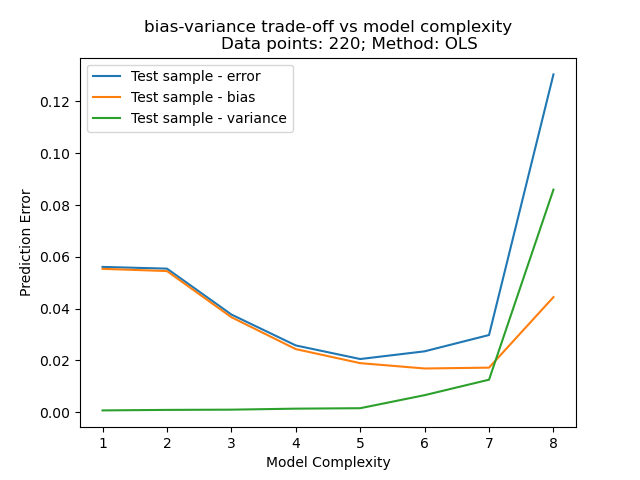 bias-variance trade-off vs model complexity
Data points: 220; Method: OLS
Test sample - error
Test sample - bias
Test sample - variance
0.12
0.10
0.08
0.06
0.04
0.02
0.00
Prediction Error
1 2 3 4 5 6 7 8
Model Complexity